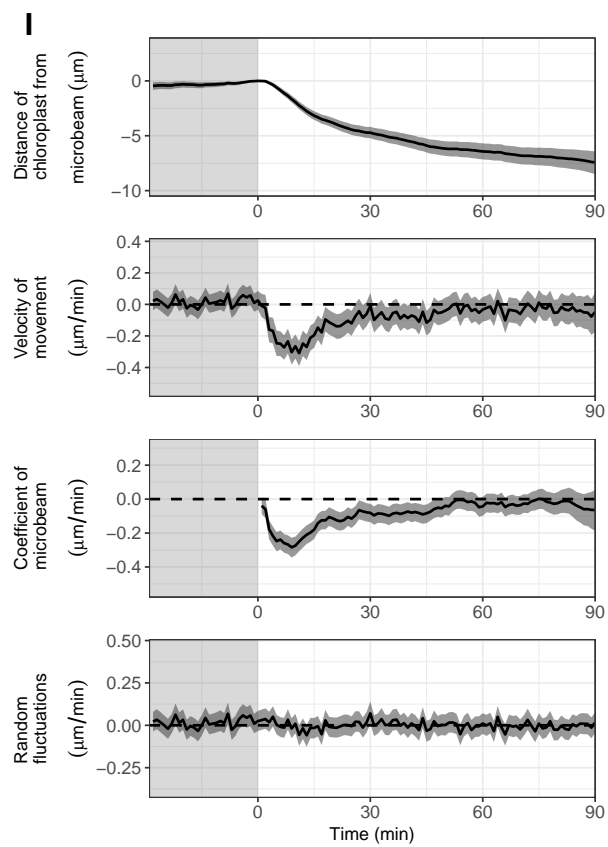 I
Distance of
chloroplast from
microbeam (μm)
0
−5
−10
0 30 60 90
Velocity of
movement
(μm/min)
0.4
0.2
0.0
−0.2
−0.4
0 30 60 90
Coefficient of
microbeam
(μm/min)
0.2
0.0
−0.2
−0.4
0 30 60 90
Random
fluctuations
(μm/min)
0.50
0.25
0.00
−0.25
0 30 60 90
Time (min)